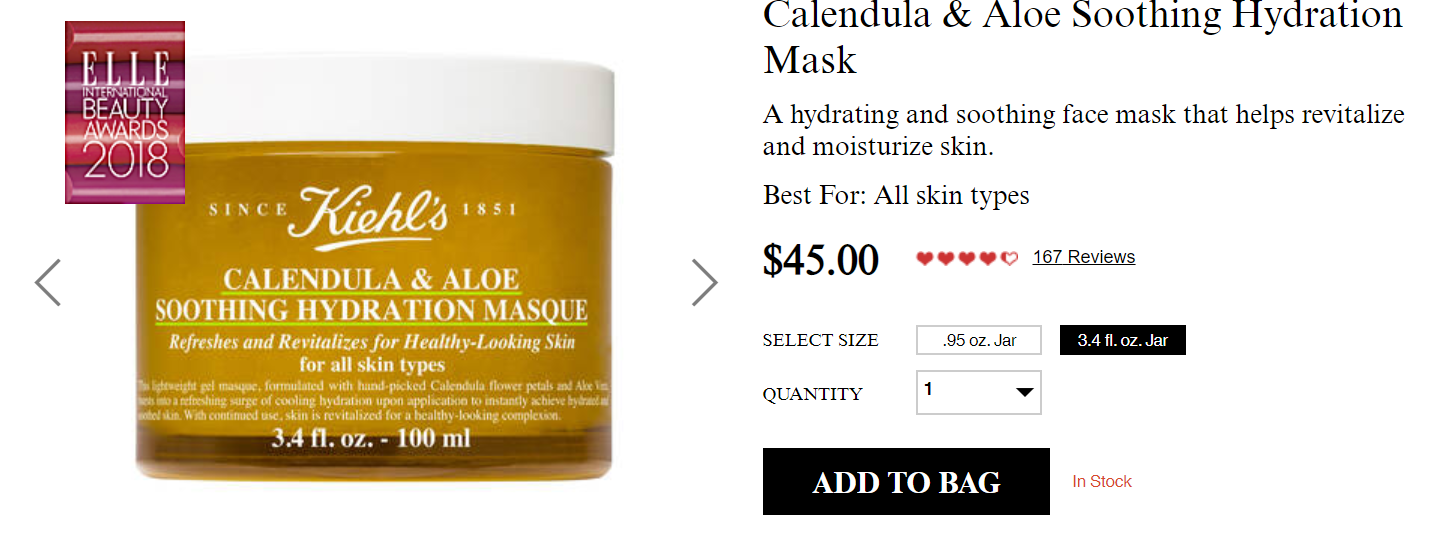 Calendula & Aloe Soothing Hydration
Mask
ELLE
INTERNATIONAL
BEAUTY
AWARDS
2018
A hydrating and soothing face mask that helps revitalize
and moisturize skin.
Best For: All skin types
$45.00
167 Reviews
SELECT SIZE
.95 oz. Jar
3.4 fl. oz. Jar
QUANTITY
1
ADD TO BAG
In Stock
SINCE Kiehl's 1851
CALENDULA & ALOE
SOOTHING HYDRATION MASQUE
Refreshes and Revitalizes for Healthy-Looking Skin
for all skin types
lightweight gel masque, formulated with hand-picked Calendula flower petals and Aloe
into a refreshing surge of cooling hydration upon application to instantly achieve hydrated and
skin. With continued use, skin is revitalized for a healthy-looking complexion.
3.4 fl. oz. - 100 ml